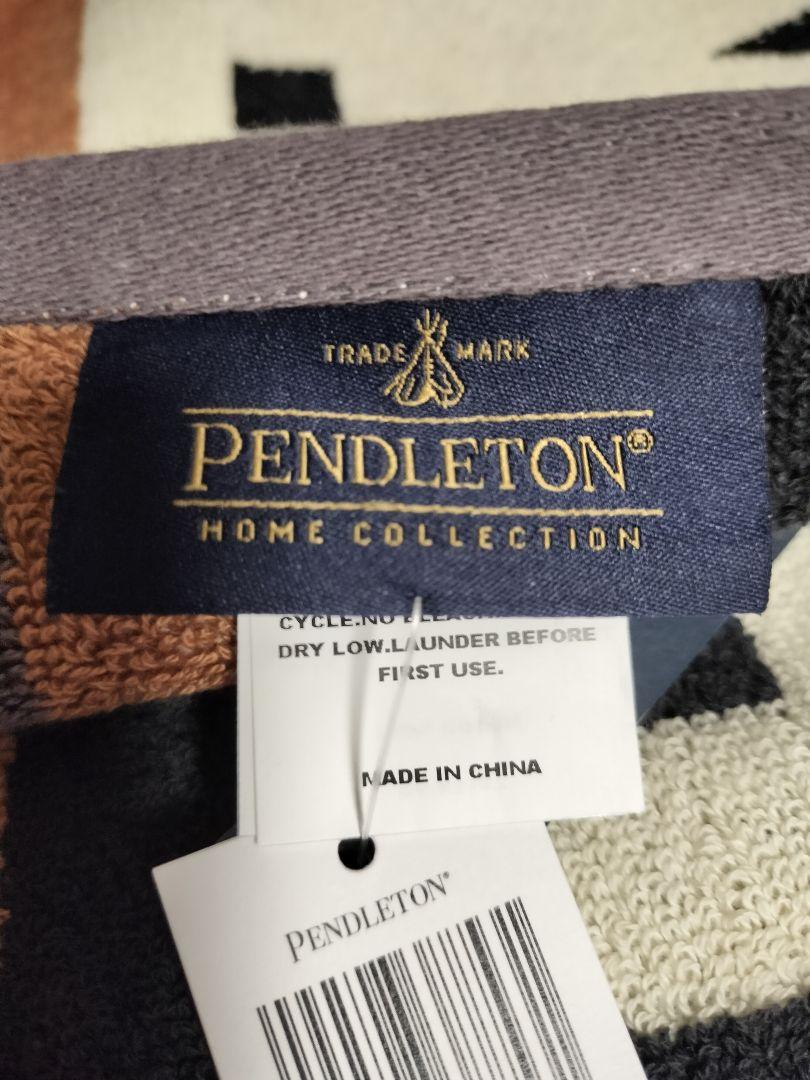 TRADE MARK
PENDLETON®
HOME COLLECTION
CYCLE.NO
DRY LOW.LAUNDER BEFORE
FIRST USE.
MADE IN CHINA
PENDLETON®